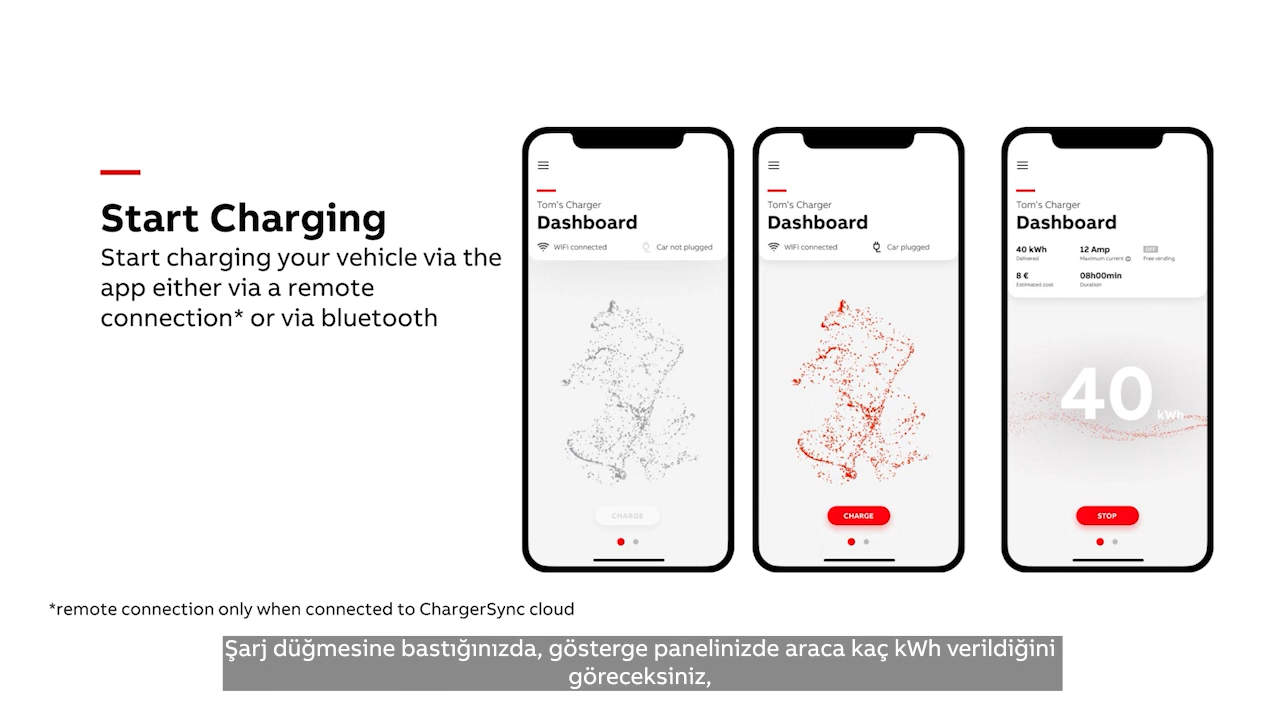 Start Charging
Start charging your vehicle via the
app either via a remote
connection* or via bluetooth
Tom's Charger
Dashboard
WIFI connected
Car not plugged
CHARGE
Tom's Charger
Dashboard
WIFI connected
Car plugged
CHARGE
Tom's Charger
Dashboard
40 kWh
12 Amp
OFF
Delivered
Maximum current
Free vending
8 €
08h00min
Estimated cost
Duration
40 kWh
STOP
*remote connection only when connected to ChargerSync cloud
Şarj düğmesine bastığınızda, gösterge panelinizde araca kaç kWh verildiğini
göreceksiniz,